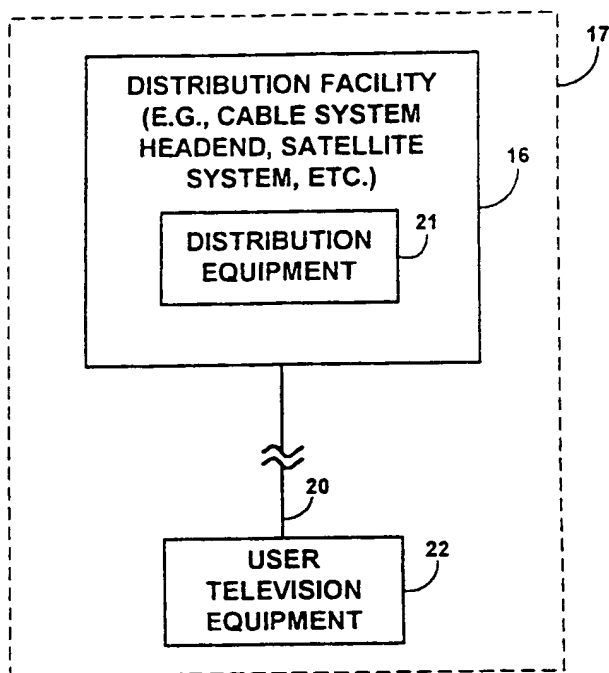 17
DISTRIBUTION FACILITY
(E.G., CABLE SYSTEM
HEADEND, SATELLITE
SYSTEM, ETC.)
16
DISTRIBUTION
EQUIPMENT
21
20
USER
TELEVISION
EQUIPMENT
22